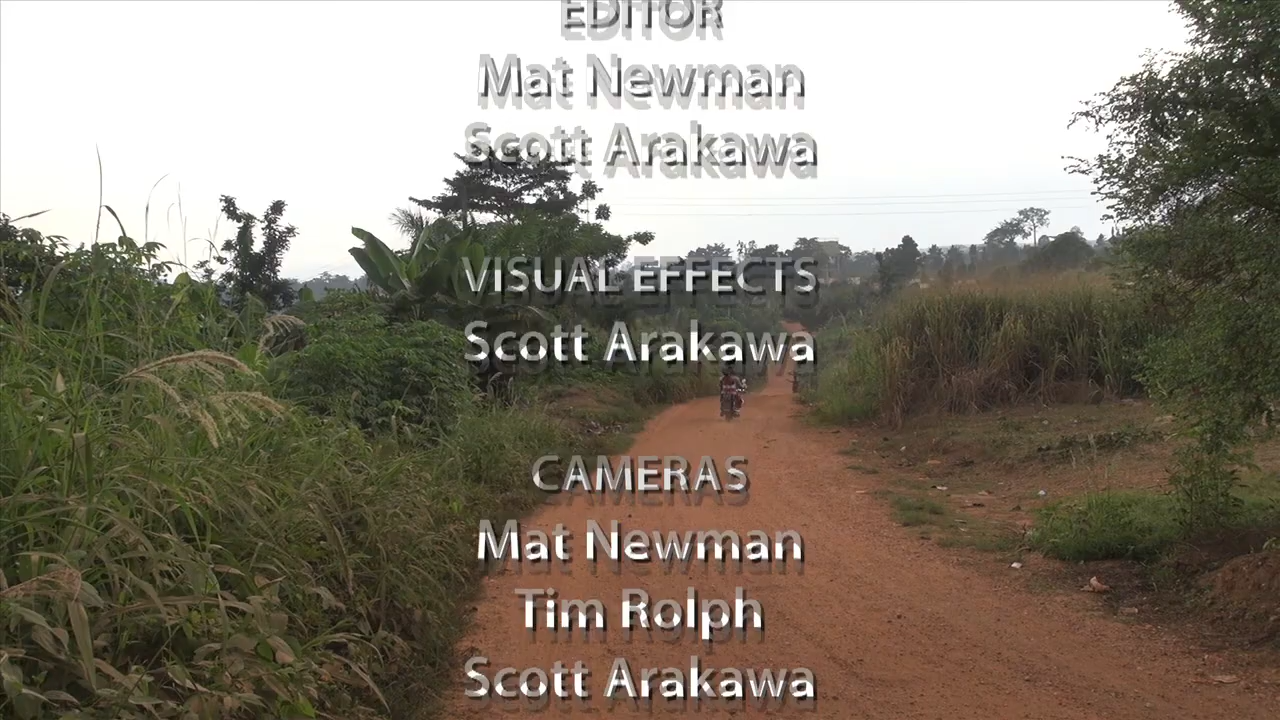 EDITOR
Mat Newman
Scott Arakawa
VISUAL EFFECTS
Scott Arakawa
CAMERAS
Mat Newman
Tim Rolph
Scott Arakawa